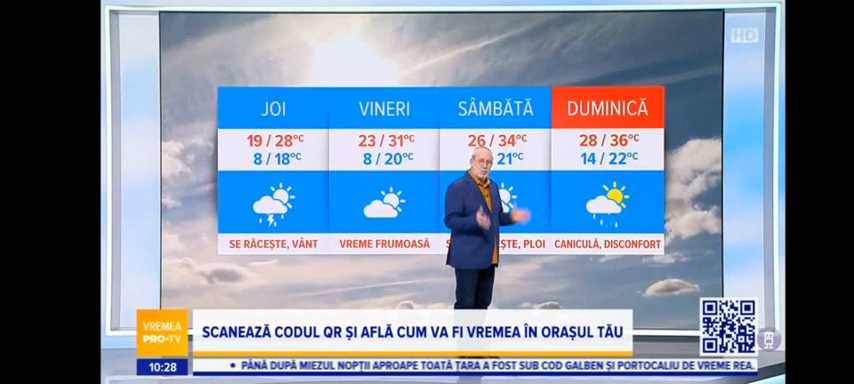 HD
JOI VINERI SÂMBĂTĂ DUMINICĂ
19 / 28°C 23 / 31°C 26 / 34°C 28 / 36°C
8 / 18°C 8 / 20°C 21°C 14 / 22°C
SE RĂCEȘTE, VÂNT VREME FRUMOASĂ PLOI CANICULĂ, DISCONFORT
VREMEA
PRO•TV
SCANEAZĂ CODUL QR ȘI AFLĂ CUM VA FI VREMEA ÎN ORAȘUL TĂU
10:28 • PÂNĂ DUPĂ MIEZUL NOPȚII APROAPE TOATĂ ȚARA A FOST SUB COD GALBEN ȘI PORTOCALIU DE VREME REA.